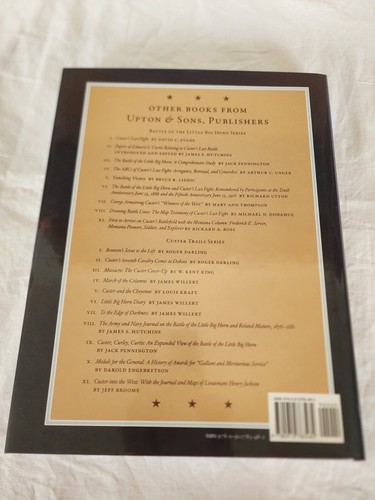 OTHER BOOKS FROM
UPTON & SONS, PUBLISHERS
BATTLE OF THE LITTLE BIG HORN SERIES
I. Custer's Last Fight, BY DAVID C. EVANS
II. Papers of Edward S. Curtis Relating to Custer's Last Battle
INTRODUCED AND EDITED BY JAMES S. HUTCHINS
III. The Battle of the Little Big Horn: A Comprehensive Study BY JACK PENNINGTON
IV. The ABCs of Custer's Last Fight: Arrogance, Betrayal, and Cowardice BY ARTHUR C. UNGER
V. Vanishing Victory BY BRUCE R. LIDDIC
VI. The Battle of the Little Big Horn and Custer's Last Fight: Remembered by Participants at the Tenth
Anniversary June 25, 1886 and the Fiftieth Anniversary June 25, 1926 BY RICHARD UPTON
VII. George Armstrong Custer's "Winners of the West" BY MARY ANN THOMPSON
VIII. Drawing Battle Lines: The Map Testimony of Custer's Last Fight BY MICHAEL N. DONAHUE
First to Arrive on Custer's Battlefield with the Montana Column: Frederick E. Server,
Montana Pioneer, Soldier, and Explorer BY RICKARD A. ROSS
CUSTER TRAILS SERIES
I. Benteen's Scout to the Left BY ROGER DARLING
II. Custer's Seventh Cavalry Comes to Dakota BY ROGER DARLING
III. Massacre: The Custer Cover-Up BY W. KENT KING
IV. March of the Columns BY JAMES WILLERT
V. Custer and the Cheyenne BY LOUIS KRAFT
VI. Little Big Horn Diary BY JAMES WILLERT
VII. To the Edge of Darkness BY JAMES WILLERT
VIII. The Army and Navy Journal on the Battle of the Little Big Horn and Related Matters, 1876–1881
BY JAMES S. HUTCHINS
IX. Custer, Curley, Curtis: An Expanded View of the Battle of the Little Big Horn
BY JACK PENNINGTON
X. Medals for the General: A History of Awards for "Gallant and Meritorious Service"
BY DAROLD ENGEBRETSON
XI. Custer into the West: With the Journal and Maps of Lieutenant Henry Jackson
BY JEFF BROOME